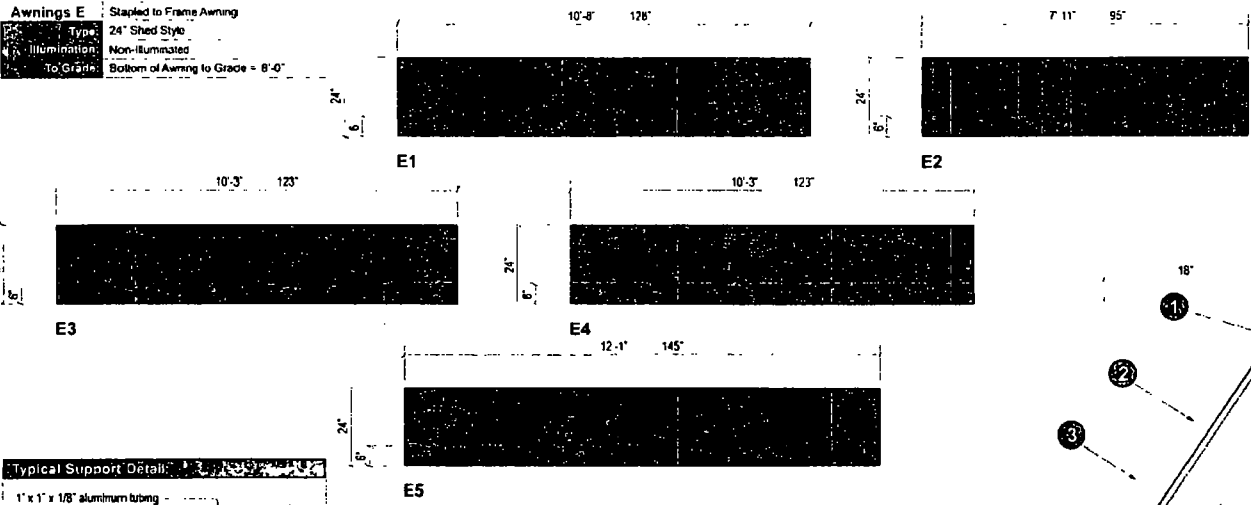 Awnings E Stapled to Frame Awning
Type: 24" Shed Style
Illumination: Non-Illuminated
To Grade: Bottom of Awning to Grade = 8'-0"
10'-8" 128"
24"
6"
E1
7' 11" 95"
24"
6"
E2
10'-3" 123"
6"
E3
10'-3" 123"
24"
6"
E4
18"
1
2
3
12'-1" 145"
24"
6"
E5
Typical Support Detail:
1" x 1" x 1/8" aluminum tubing